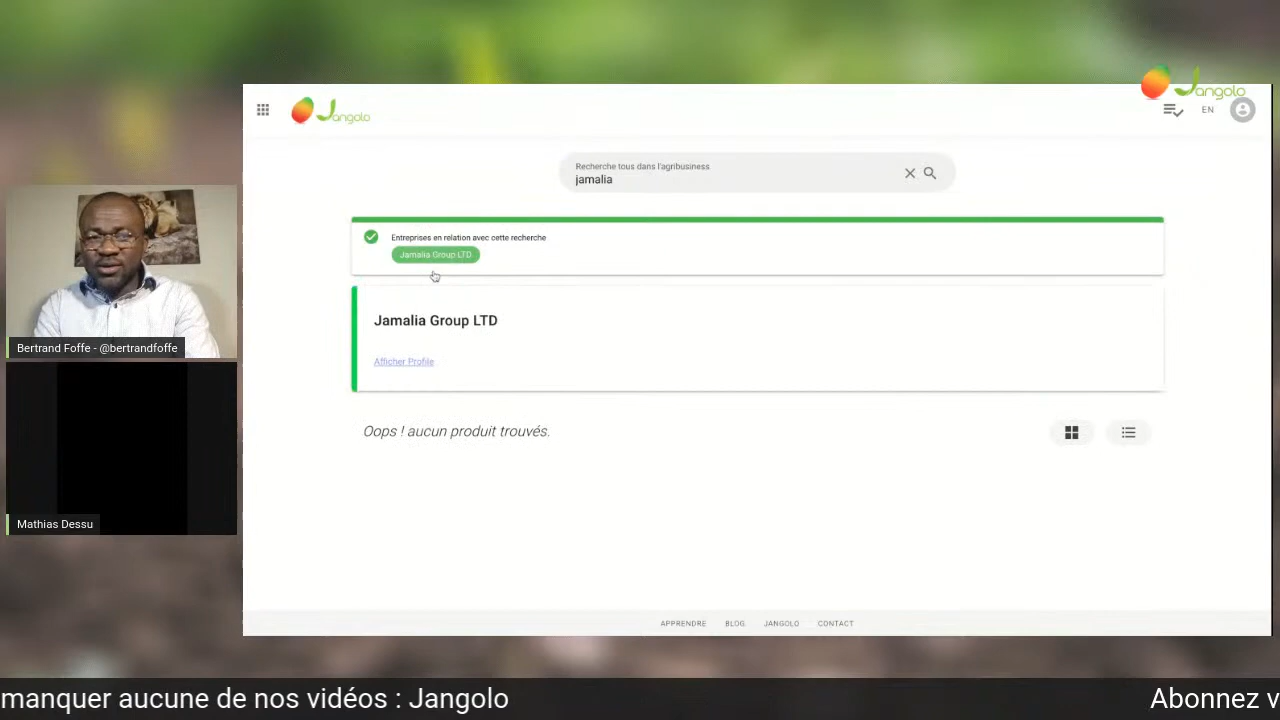 Jangolo
Jangolo
EN
Recherche tous dans l'agribusiness
jamalia
Entreprises en relation avec cette recherche
Jamalia Group LTD
Jamalia Group LTD
Afficher Profile
Oops ! aucun produit trouvés.
Bertrand Foffe - @bertrandfoffe
Mathias Dessu
APPRENDRE BLOG JANGOLO CONTACT
manquer aucune de nos vidéos : Jangolo
Abonnez v